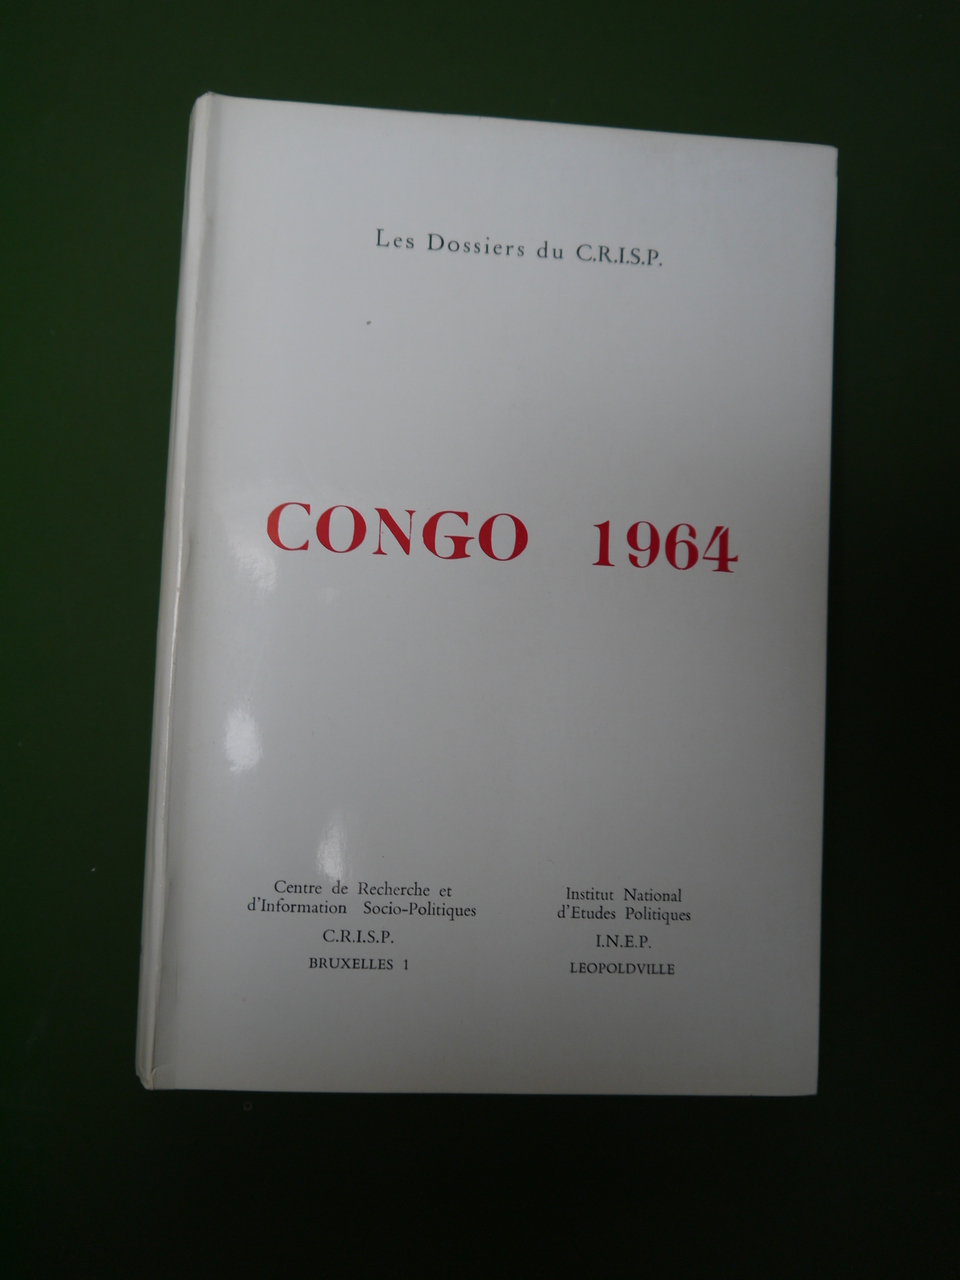 Les Dossiers du C.R.I.S.P.
CONGO 1964
Centre de Recherche et
d'Information Socio-Politiques
C.R.I.S.P.
BRUXELLES 1
Institut National
d'Etudes Politiques
I.N.E.P.
LEOPOLDVILLE